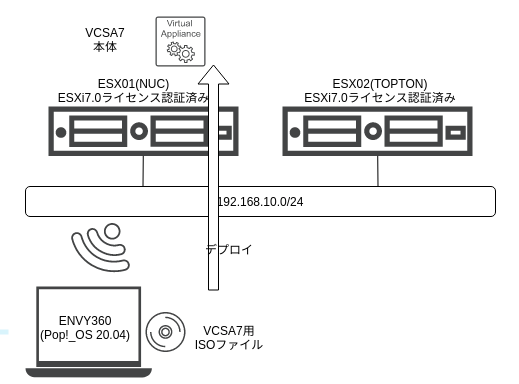 VCSA7
本体
Virtual
Appliance
ESX01(NUC)
ESXi7.0ライセンス認証済み
ESX02(TOPTON)
ESXi7.0ライセンス認証済み
192.168.10.0/24
デプロイ
ENVY360
(Pop!_OS 20.04)
VCSA7用
ISOファイル